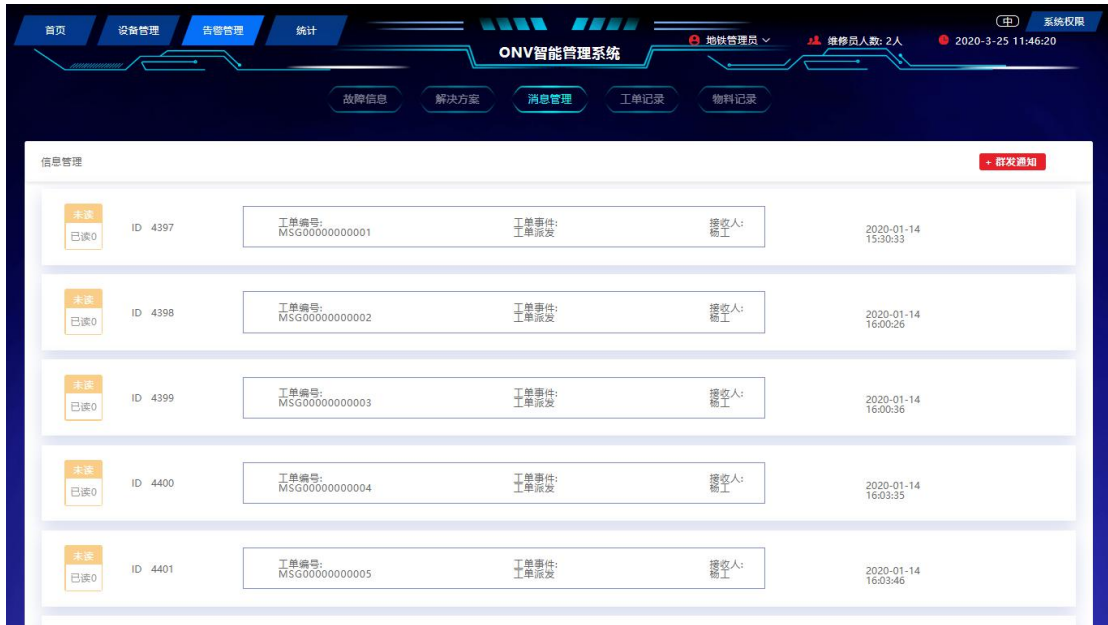 首页
设备管理
告警管理
统计
ONV智能管理系统
地铁管理员
维修员人数: 2人
中
系统权限
2020-3-25 11:46:20
故障信息
解决方案
消息管理
工单记录
物料记录
信息管理
+ 群发通知
未读
已读0
ID 4397
工单编号:
MSG00000000001
工单事件:
工单派发
接收人:
杨工
2020-01-14
15:30:33
未读
已读0
ID 4398
工单编号:
MSG00000000002
工单事件:
工单派发
接收人:
杨工
2020-01-14
16:00:26
未读
已读0
ID 4399
工单编号:
MSG00000000003
工单事件:
工单派发
接收人:
杨工
2020-01-14
16:00:36
未读
已读0
ID 4400
工单编号:
MSG00000000004
工单事件:
工单派发
接收人:
杨工
2020-01-14
16:03:35
未读
已读0
ID 4401
工单编号:
MSG00000000005
工单事件:
工单派发
接收人:
杨工
2020-01-14
16:03:46